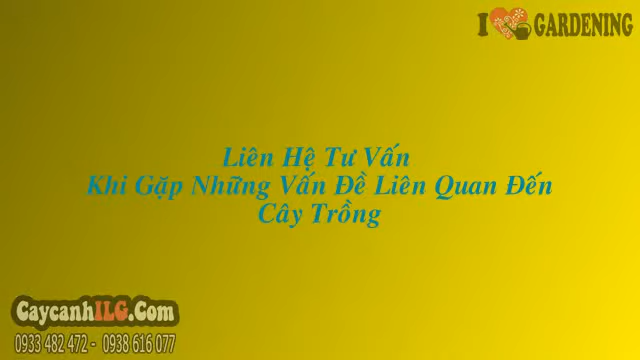 I GARDENING
Liên Hệ Tư Vấn
Khi Gặp Những Vấn Đề Liên Quan Đến
Cây Trồng
CaycanhILG.Com
0933 482 472 - 0938 616 077